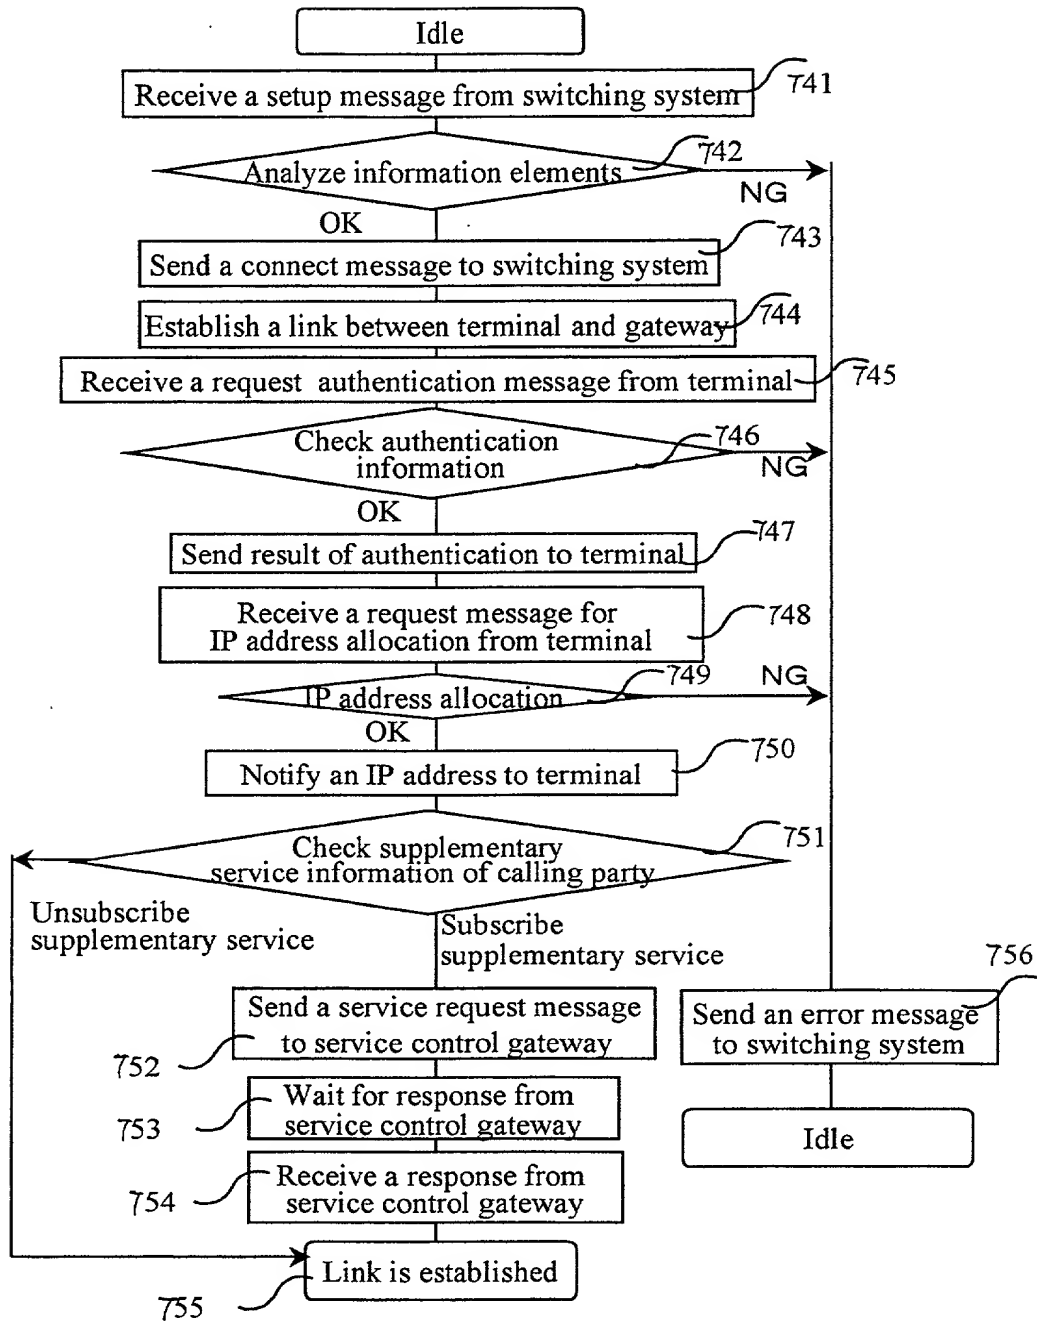 Idle
Receive a setup message from switching system
741
Analyze information elements
742
NG
OK
743
Send a connect message to switching system
Establish a link between terminal and gateway
744
Receive a request authentication message from terminal
745
Check authentication
information
746
NG
OK
Send result of authentication to terminal
747
Receive a request message for
IP address allocation from terminal
748
IP address allocation
749
NG
OK
Notify an IP address to terminal
750
Check supplementary
service information of calling party
751
Unsubscribe
supplementary service
Subscribe
supplementary service
Send a service request message
to service control gateway
752
Send an error message
to switching system
756
Wait for response from
service control gateway
753
Idle
Receive a response from
service control gateway
754
Link is established
755